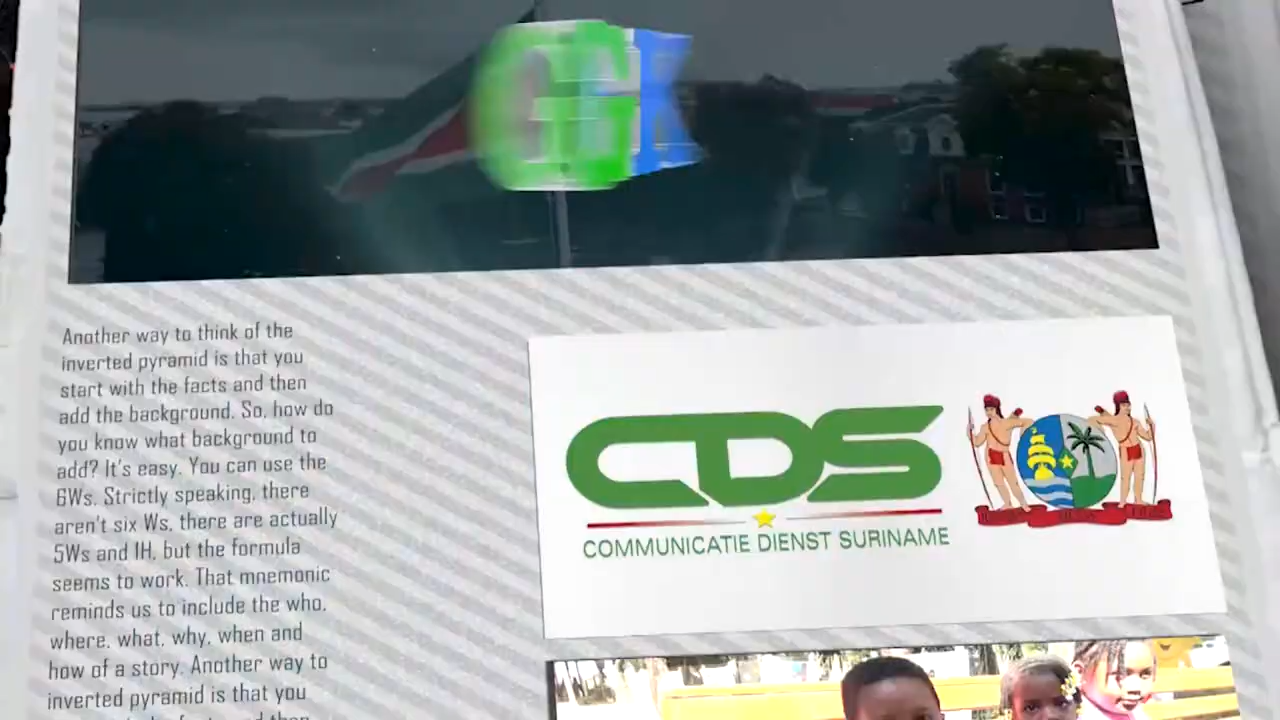 Another way to think of the
inverted pyramid is that you
start with the facts and then
add the background. So, how do
you know what background to
add? It's easy. You can use the
6Ws. Strictly speaking, there
aren't six Ws, there are actually
5Ws and 1H, but the formula
seems to work. That mnemonic
reminds us to include the who,
where, what, why, when and
how of a story. Another way to
inverted pyramid is that you
CDS
COMMUNICATIE DIENST SURINAME